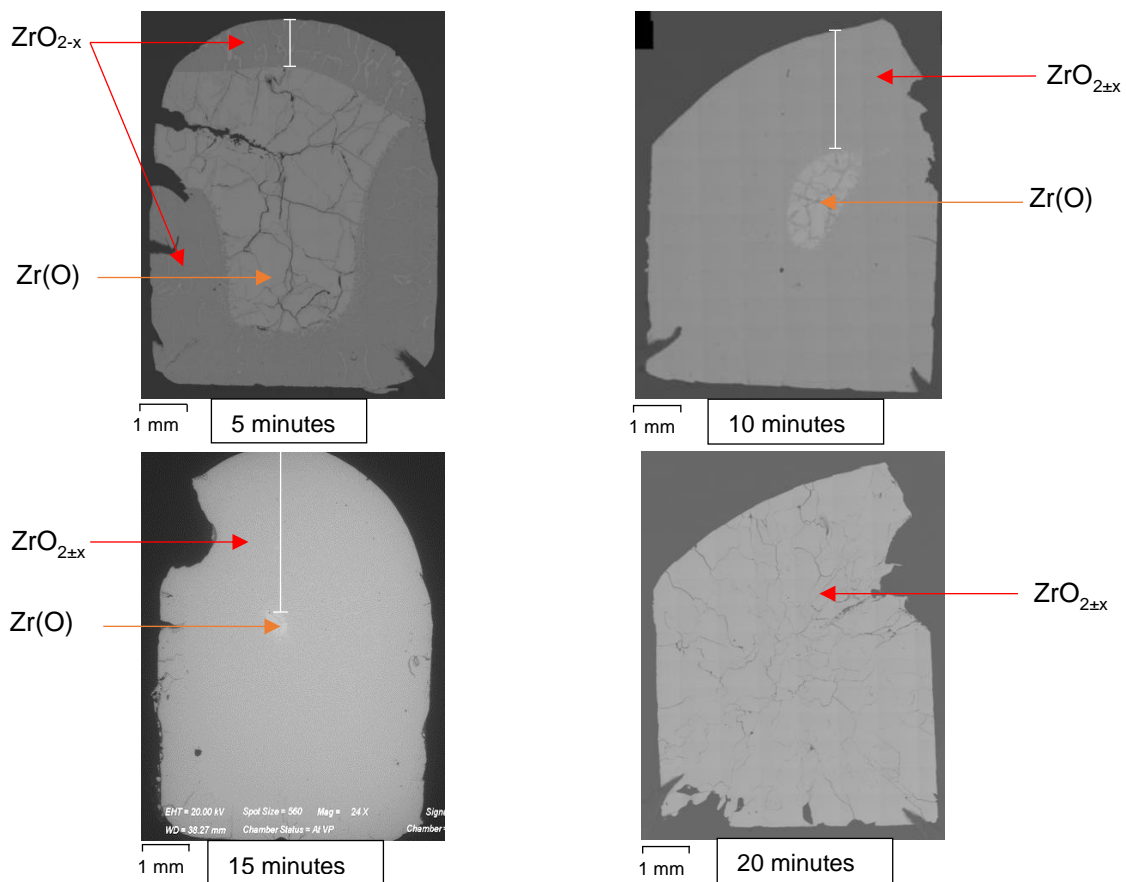 ZrO₂₋ₓ
Zr(O)
1 mm
5 minutes
ZrO₂±ₓ
Zr(O)
1 mm
10 minutes
ZrO₂±ₓ
Zr(O)
EHT = 20.00 kV Spot Size = 560 Mag = 24 X
WD = 38.27 mm Chamber Status = At VP Chamber =
1 mm
15 minutes
ZrO₂±ₓ
1 mm
20 minutes